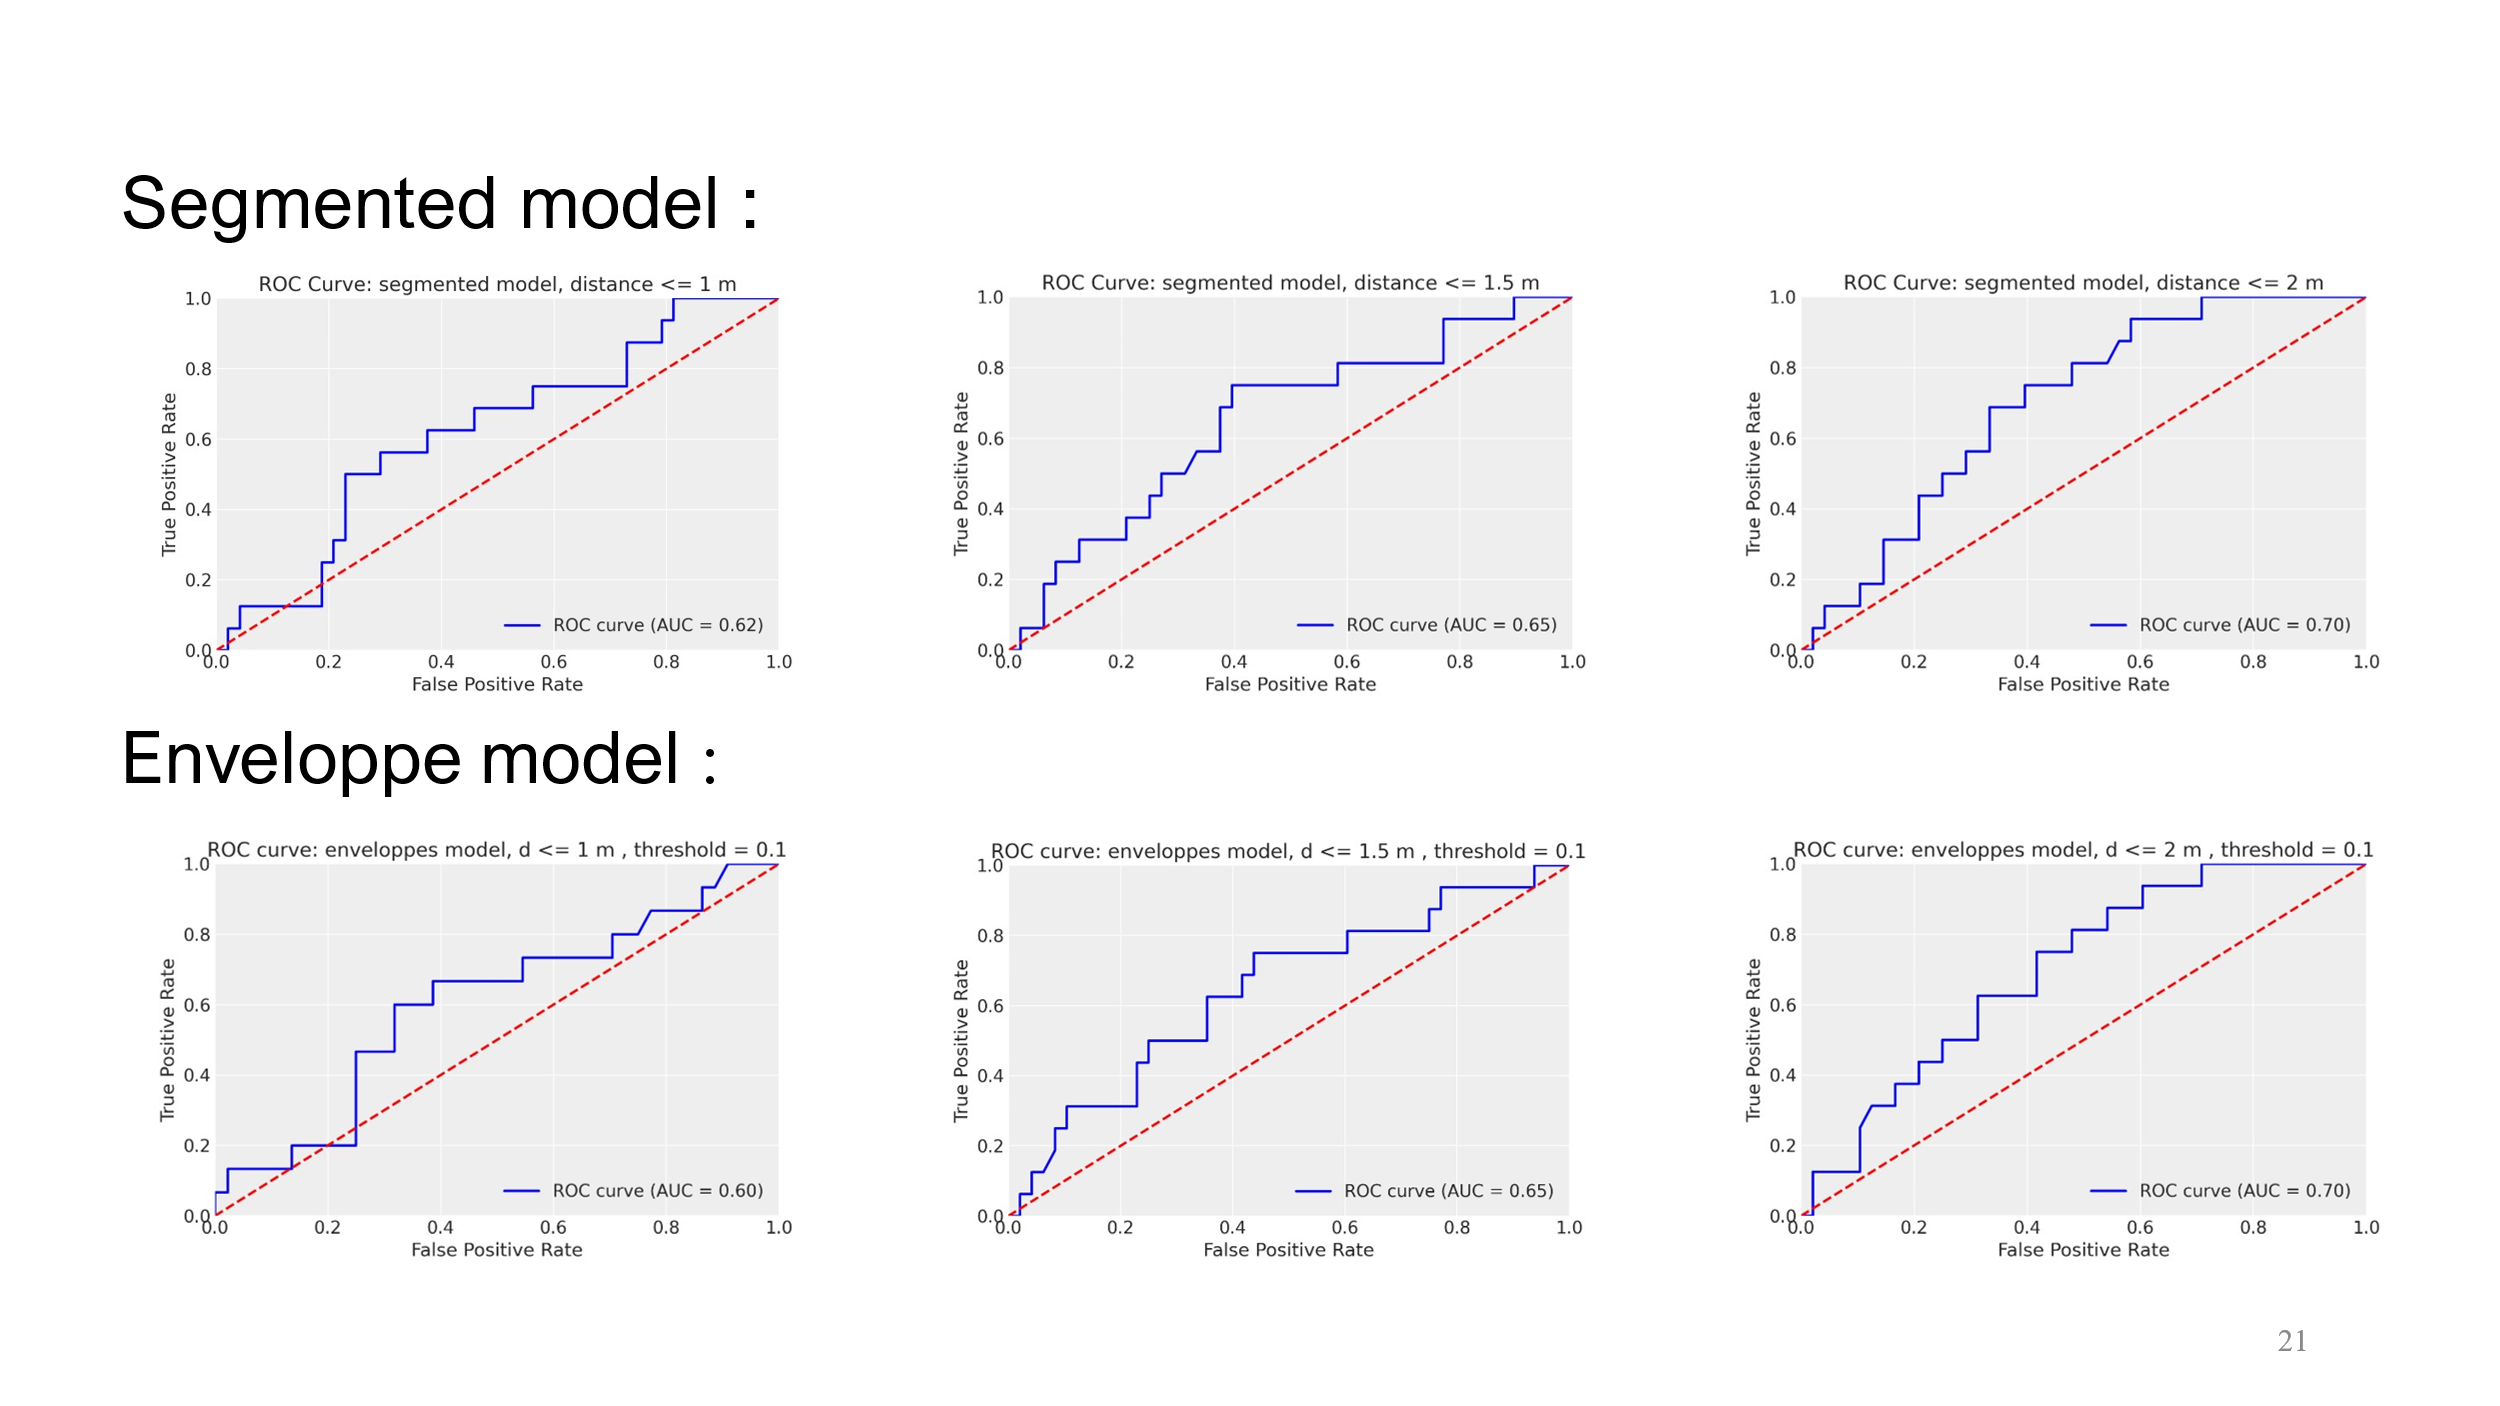 Segmented model :
ROC Curve: segmented model, distance <= 1 m
1.0
0.8
0.6
0.4
0.2
0.0
True Positive Rate
ROC curve (AUC = 0.62)
0.0 0.2 0.4 0.6 0.8 1.0
False Positive Rate
ROC Curve: segmented model, distance <= 1.5 m
1.0
0.8
0.6
0.4
0.2
0.0
True Positive Rate
ROC curve (AUC = 0.65)
0.0 0.2 0.4 0.6 0.8 1.0
False Positive Rate
ROC Curve: segmented model, distance <= 2 m
1.0
0.8
0.6
0.4
0.2
0.0
True Positive Rate
ROC curve (AUC = 0.70)
0.0 0.2 0.4 0.6 0.8 1.0
False Positive Rate
Enveloppe model :
ROC curve: enveloppes model, d <= 1 m , threshold = 0.1
1.0
0.8
0.6
0.4
0.2
0.0
True Positive Rate
ROC curve (AUC = 0.60)
0.0 0.2 0.4 0.6 0.8 1.0
False Positive Rate
ROC curve: enveloppes model, d <= 1.5 m , threshold = 0.1
1.0
0.8
0.6
0.4
0.2
0.0
True Positive Rate
ROC curve (AUC = 0.65)
0.0 0.2 0.4 0.6 0.8 1.0
False Positive Rate
ROC curve: enveloppes model, d <= 2 m , threshold = 0.1
1.0
0.8
0.6
0.4
0.2
0.0
True Positive Rate
ROC curve (AUC = 0.70)
0.0 0.2 0.4 0.6 0.8 1.0
False Positive Rate
21